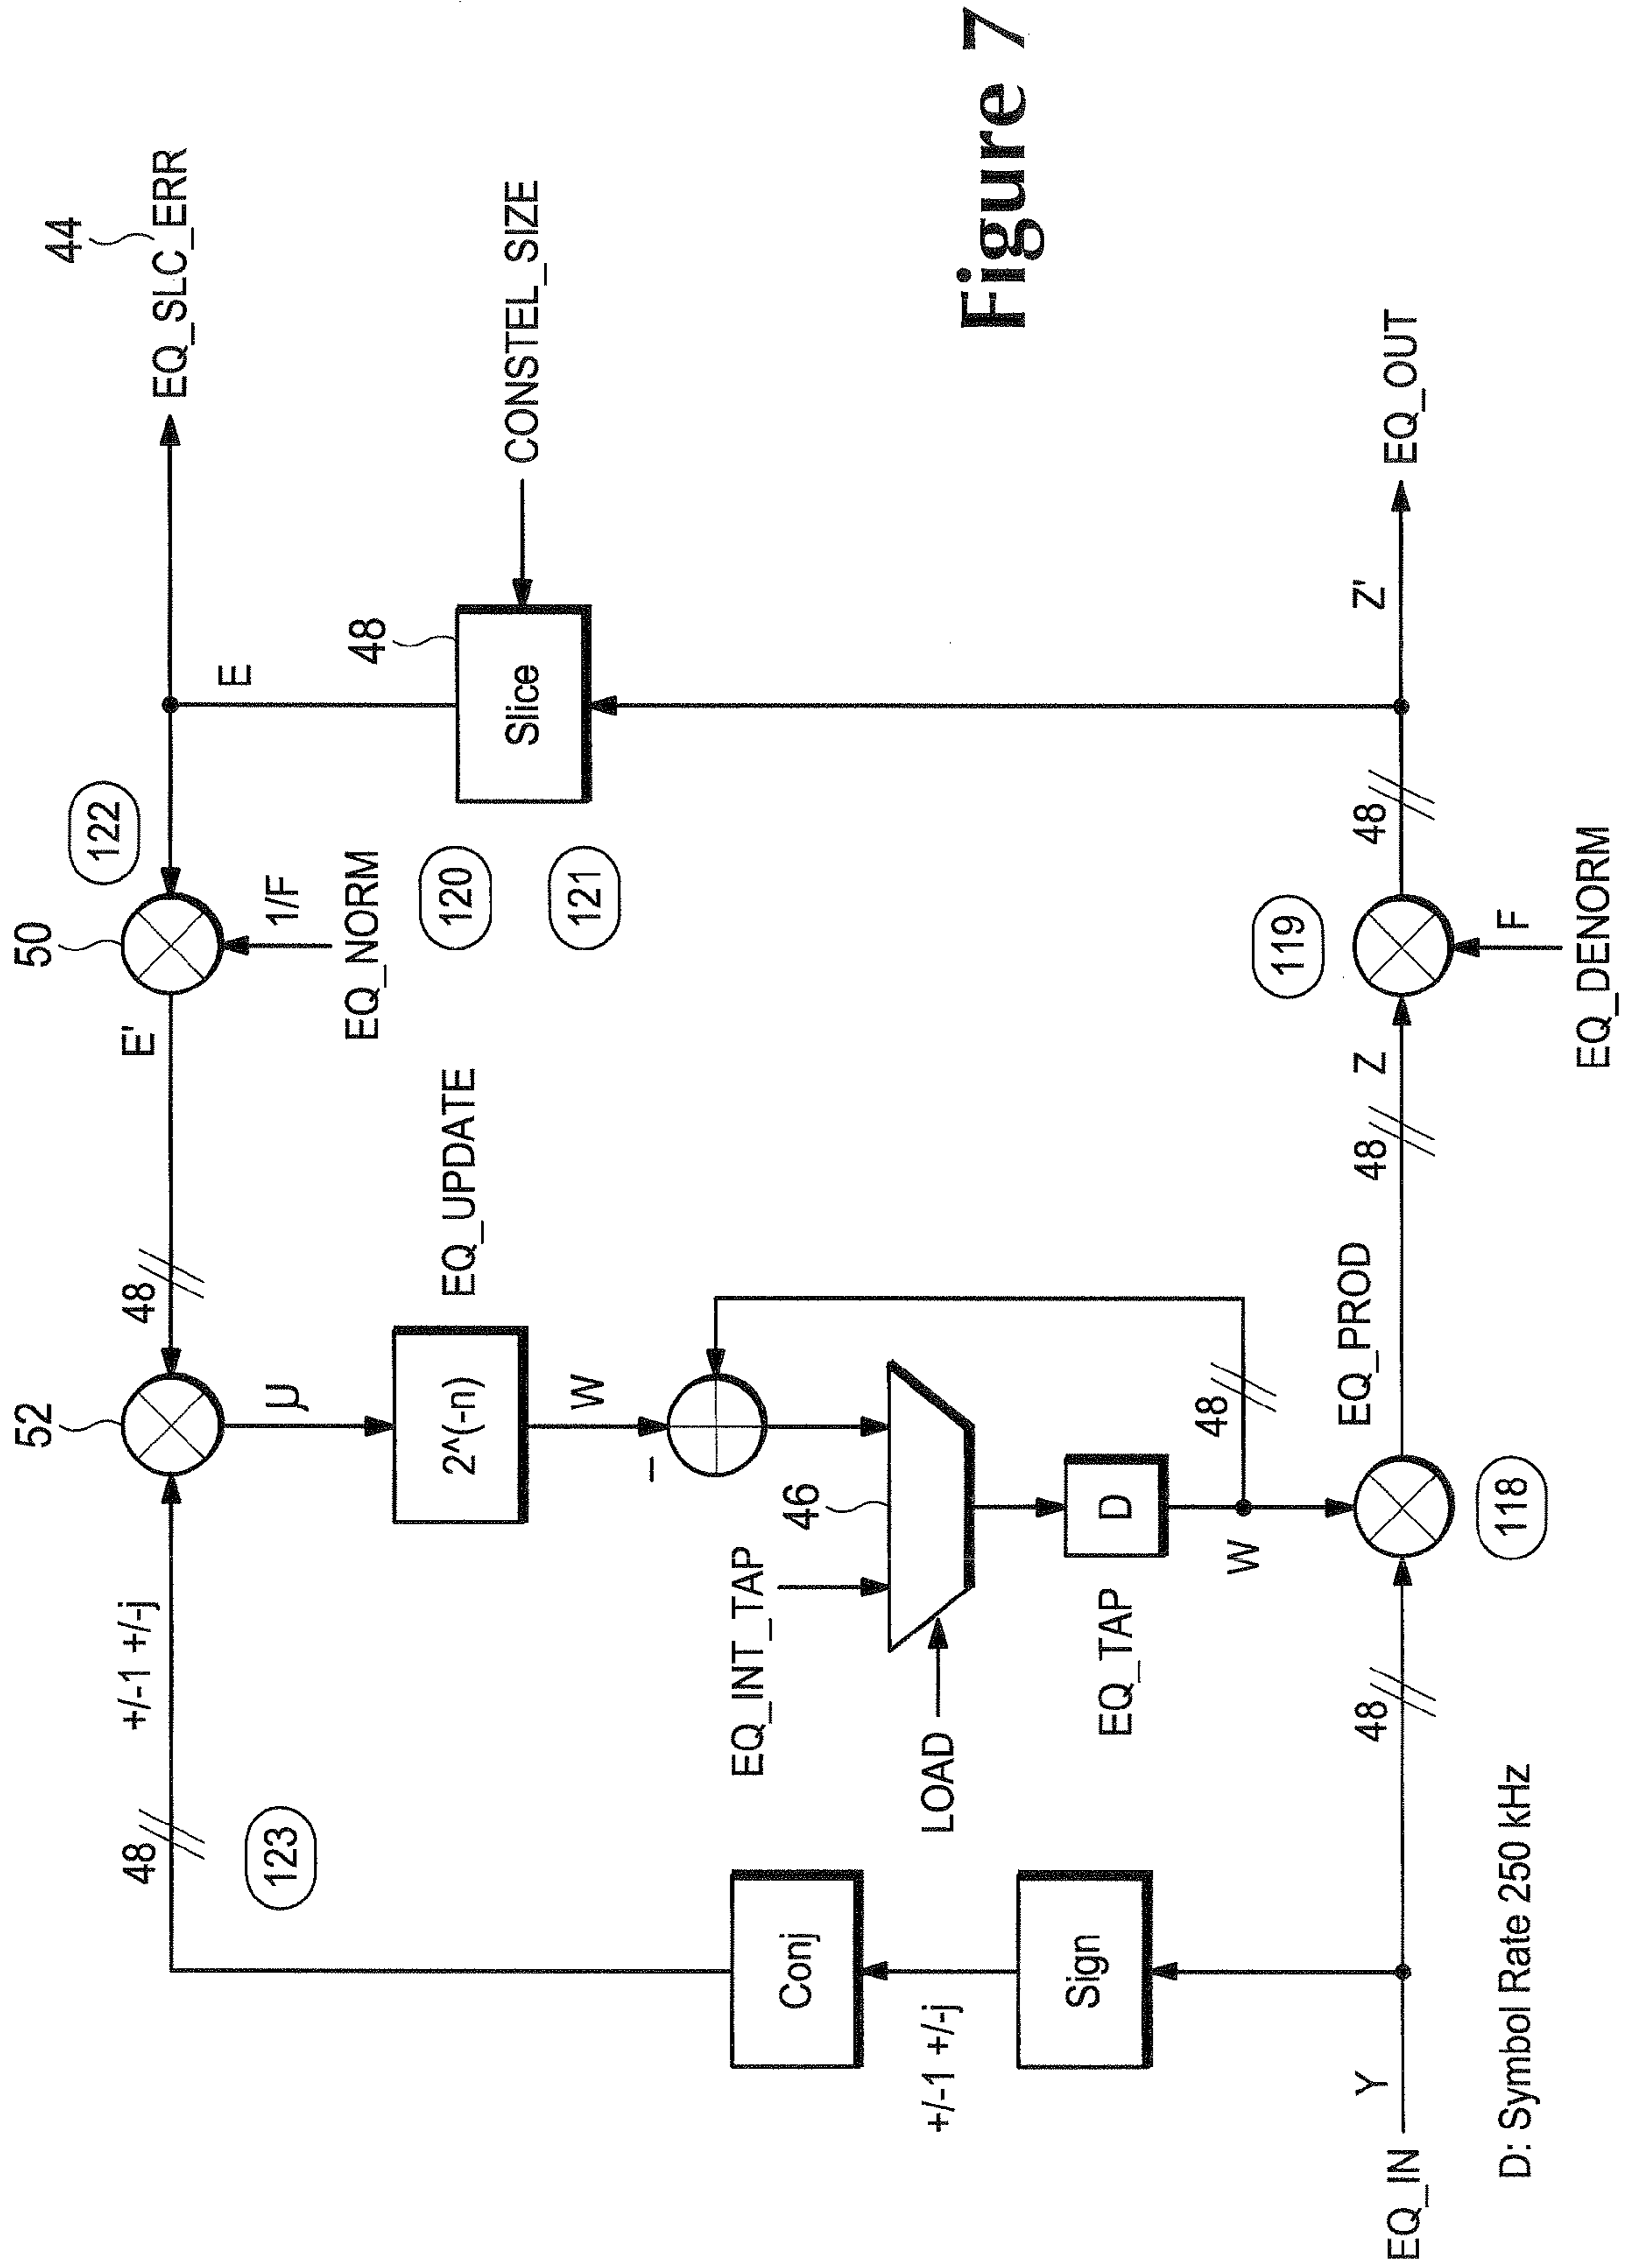 44
EQ_SLC_ERR
52
50
E'
122
48
+/-1 +/-j
48
123
µ
1/F
EQ_NORM
E
EQ_UPDATE
2^(-n)
W
120
121
48
Slice
CONSTEL_SIZE
–
EQ_INT_TAP
46
Conj
+/-1 +/-j
LOAD
Sign
D
EQ_TAP
W
48
119
Figure 7
EQ_IN
Y
48
EQ_PROD
48
Z
48
Z'
EQ_OUT
118
F
EQ_DENORM
D: Symbol Rate 250 kHz